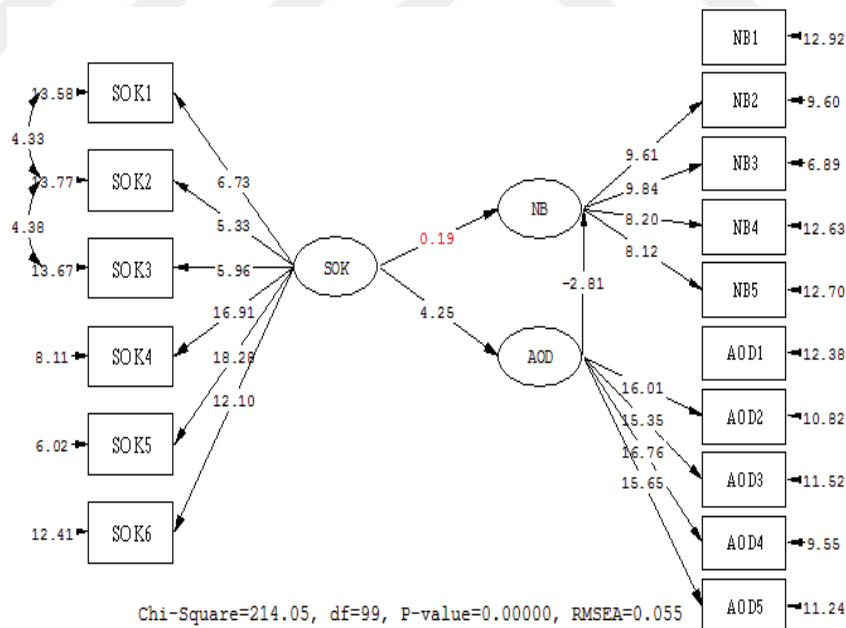 NB1
12.92
13.58
SOK1
NB2
9.60
4.33
9.61
NB3
6.89
13.77
SOK2
6.73
9.84
NB
8.20
NB4
12.63
4.38
5.33
0.19
8.12
13.67
SOK3
5.96
SOK
-2.81
NB5
12.70
16.91
4.25
8.11
SOK4
18.28
AOD
AOD1
12.38
12.10
16.01
AOD2
10.82
15.35
6.02
SOK5
16.76
AOD3
11.52
15.65
12.41
SOK6
AOD4
9.55
Chi-Square=214.05, df=99, P-value=0.00000, RMSEA=0.055
AOD5
11.24